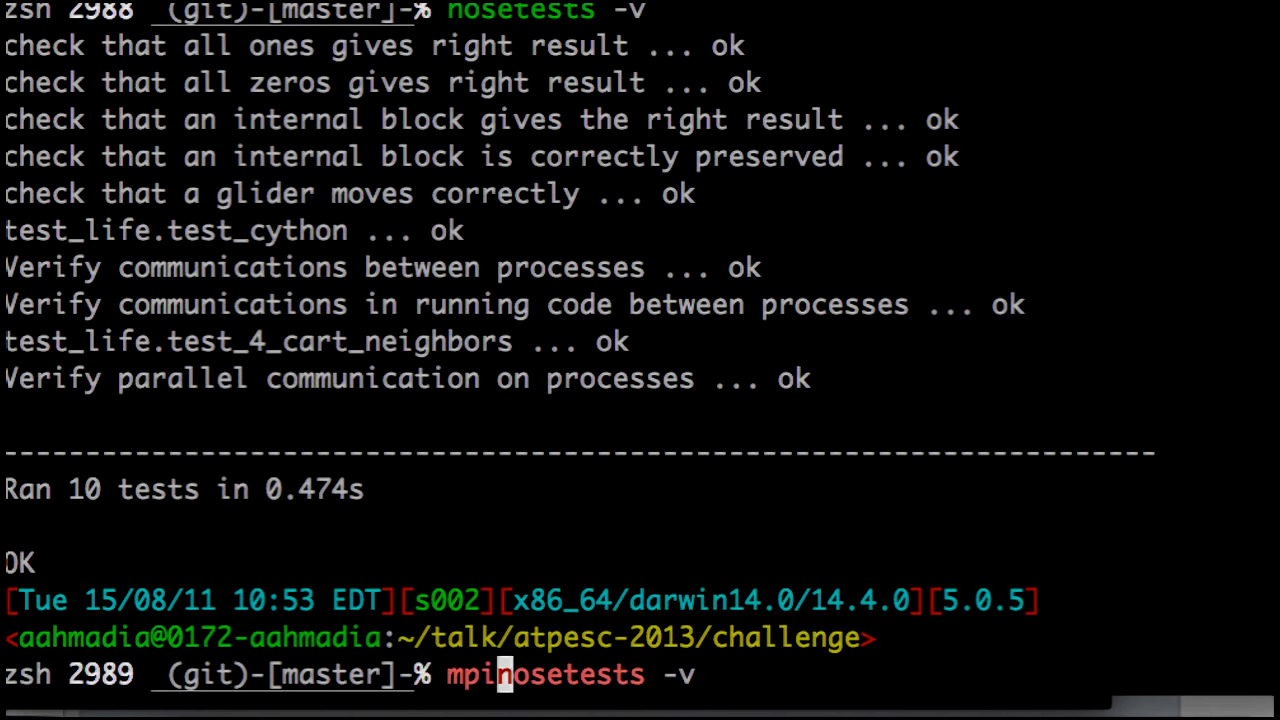 zsh 2988 _(git)-[master]-% nosetests -v
check that all ones gives right result ... ok
check that all zeros gives right result ... ok
check that an internal block gives the right result ... ok
check that an internal block is correctly preserved ... ok
check that a glider moves correctly ... ok
test_life.test_cython ... ok
Verify communications between processes ... ok
Verify communications in running code between processes ... ok
test_life.test_4_cart_neighbors ... ok
Verify parallel communication on processes ... ok
----------------------------------------------------------------------
Ran 10 tests in 0.474s
OK
[Tue 15/08/11 10:53 EDT][s002][x86_64/darwin14.0/14.4.0][5.0.5]
<aahmadia@0172-aahmadia:~/talk/atpesc-2013/challenge>
zsh 2989 _(git)-[master]-% mpinosetests -v